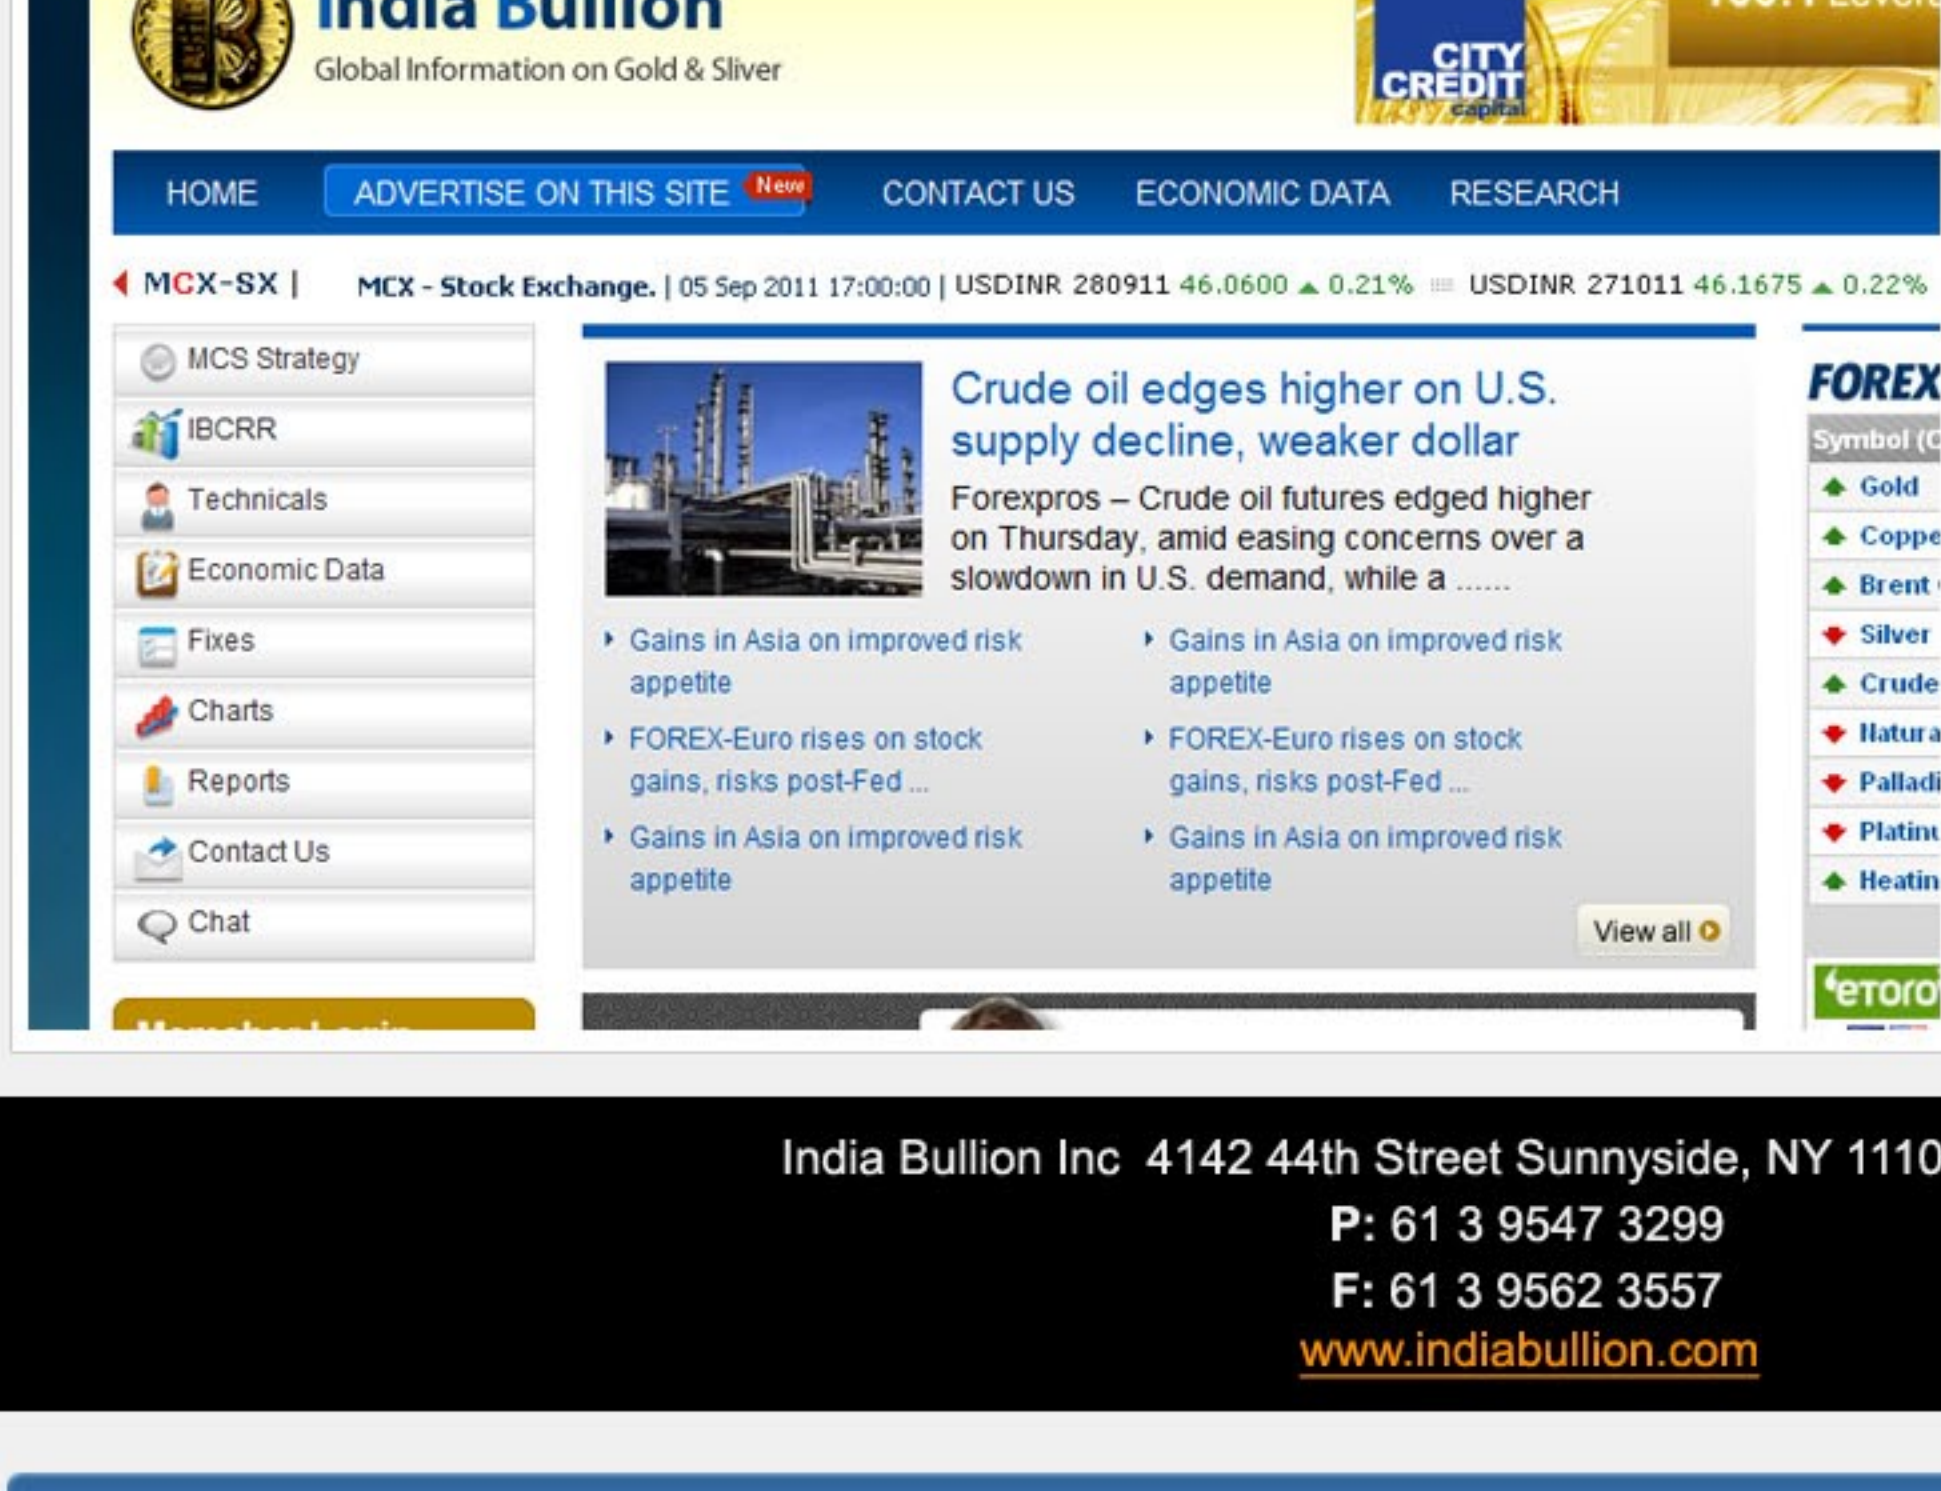 India Bullion
Global Information on Gold & Sliver
CITY
CREDIT
capital
HOME ADVERTISE ON THIS SITE New CONTACT US ECONOMIC DATA RESEARCH
MCX-SX | MCX - Stock Exchange. | 05 Sep 2011 17:00:00 | USDINR 280911 46.0600 0.21% USDINR 271011 46.1675 0.22%
MCS Strategy
IBCRR
Technicals
Economic Data
Fixes
Charts
Reports
Contact Us
Chat
Crude oil edges higher on U.S.
supply decline, weaker dollar
Forexpros – Crude oil futures edged higher
on Thursday, amid easing concerns over a
slowdown in U.S. demand, while a ......
Gains in Asia on improved risk
appetite
FOREX-Euro rises on stock
gains, risks post-Fed ...
Gains in Asia on improved risk
appetite
Gains in Asia on improved risk
appetite
FOREX-Euro rises on stock
gains, risks post-Fed ...
Gains in Asia on improved risk
appetite
View all
FOREX
Symbol (C
Gold
Coppe
Brent
Silver
Crude
Natura
Palladi
Platinu
Heatin
eToro
India Bullion Inc 4142 44th Street Sunnyside, NY 1110
P: 61 3 9547 3299
F: 61 3 9562 3557
www.indiabullion.com